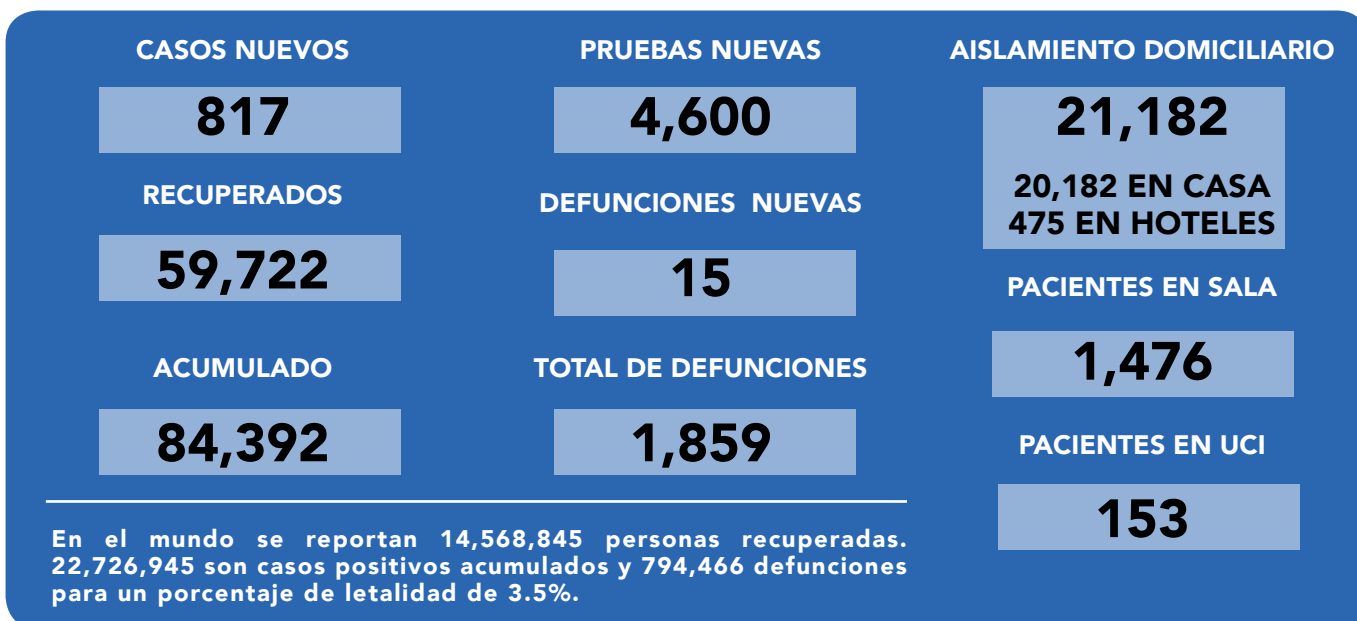 CASOS NUEVOS
817
RECUPERADOS
59,722
ACUMULADO
84,392
PRUEBAS NUEVAS
4,600
DEFUNCIONES NUEVAS
15
TOTAL DE DEFUNCIONES
1,859
AISLAMIENTO DOMICILIARIO
21,182
20,182 EN CASA
475 EN HOTELES
PACIENTES EN SALA
1,476
PACIENTES EN UCI
153
En el mundo se reportan 14,568,845 personas recuperadas.
22,726,945 son casos positivos acumulados y 794,466 defunciones
para un porcentaje de letalidad de 3.5%.